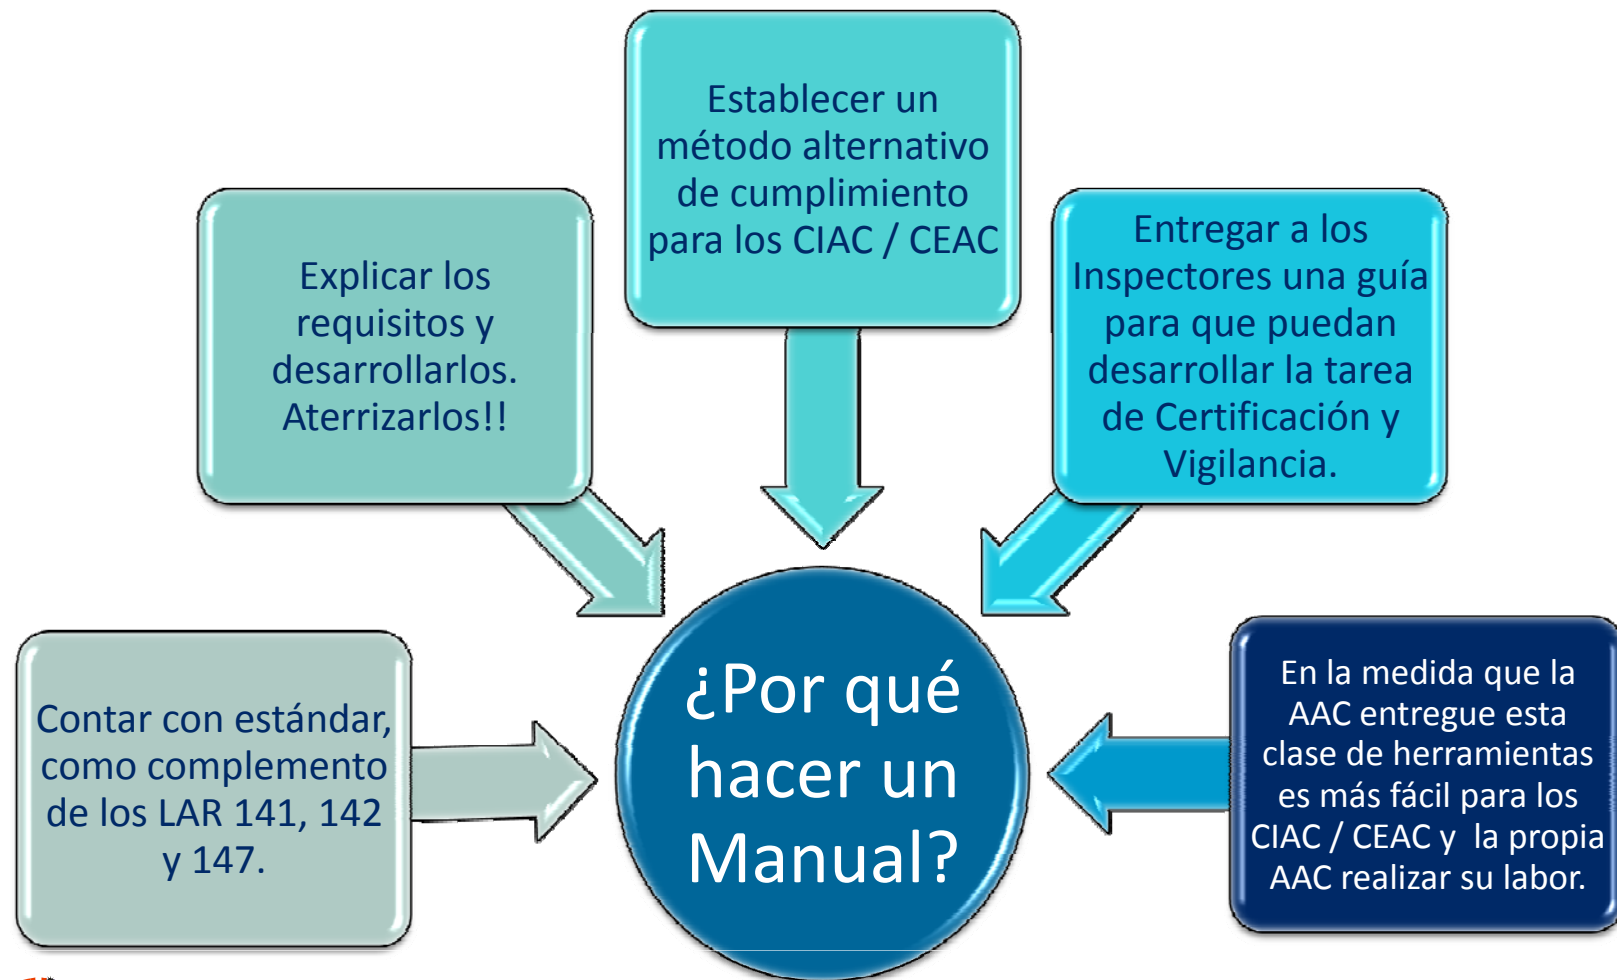 Establecer un
método alternativo
de cumplimiento
para los CIAC / CEAC
Explicar los
requisitos y
desarrollarlos.
Aterrizarlos!!
Entregar a los
Inspectores una guía
para que puedan
desarrollar la tarea
de Certificación y
Vigilancia.
Contar con estándar,
como complemento
de los LAR 141, 142
y 147.
¿Por qué
hacer un
Manual?
En la medida que la
AAC entregue esta
clase de herramientas
es más fácil para los
CIAC / CEAC y  la propia
AAC realizar su labor.